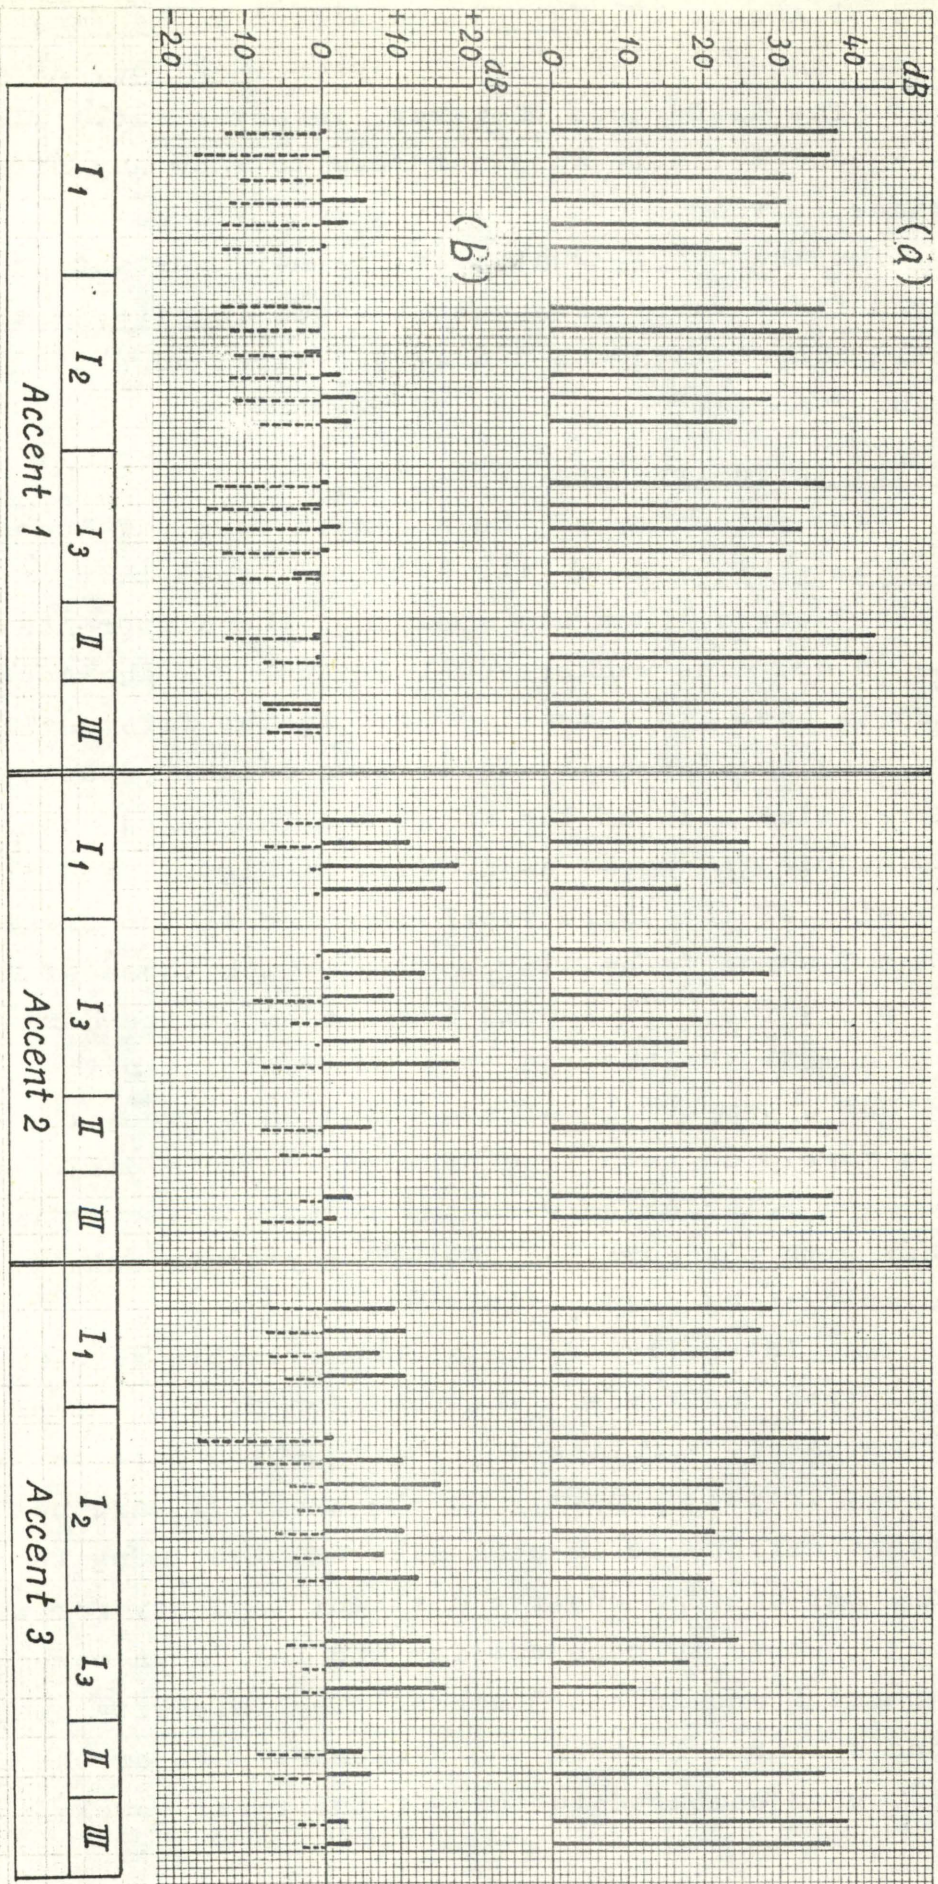 (a)
dB
40
30
20
10
0
(b)
+20 dB
+10
0
-10
-20
I1 I2 I3 II III I1 I3 II III I1 I2 I3 II III
Accent 1 Accent 2 Accent 3